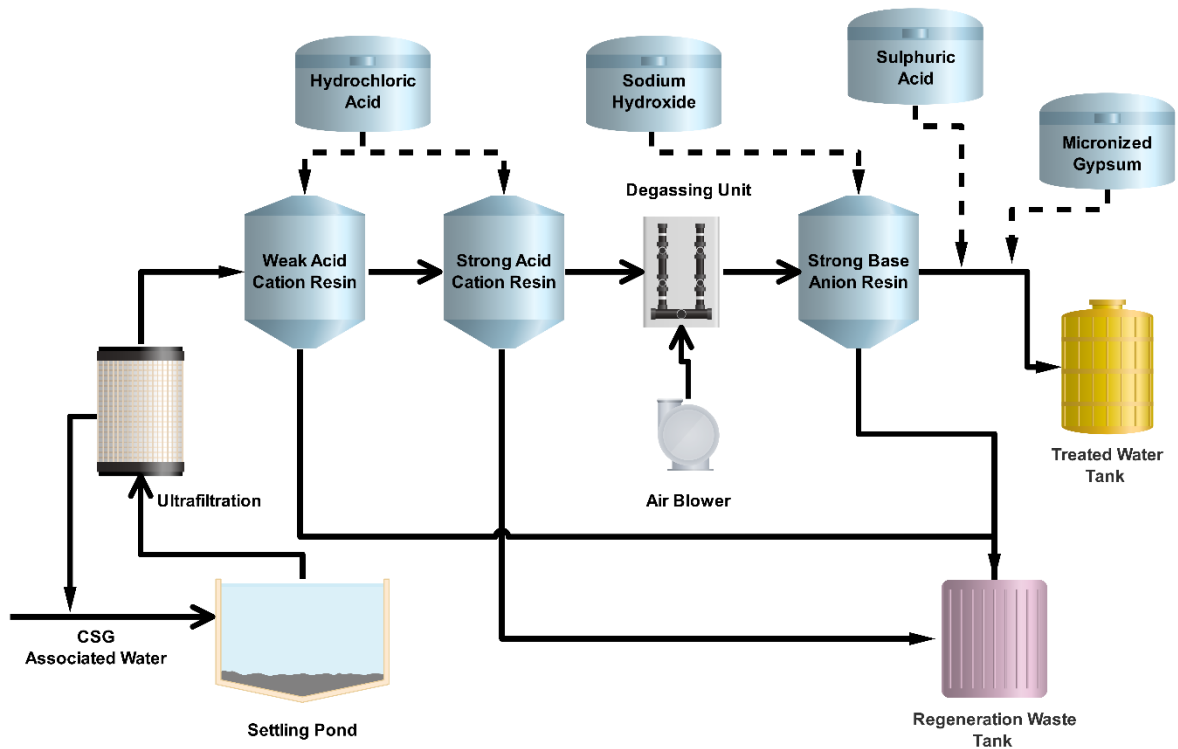 Hydrochloric
Acid
Sodium
Hydroxide
Sulphuric
Acid
Micronized
Gypsum
Degassing Unit
Weak Acid
Cation Resin
Strong Acid
Cation Resin
Strong Base
Anion Resin
Ultrafiltration
Air Blower
Treated Water
Tank
CSG
Associated Water
Settling Pond
Regeneration Waste
Tank